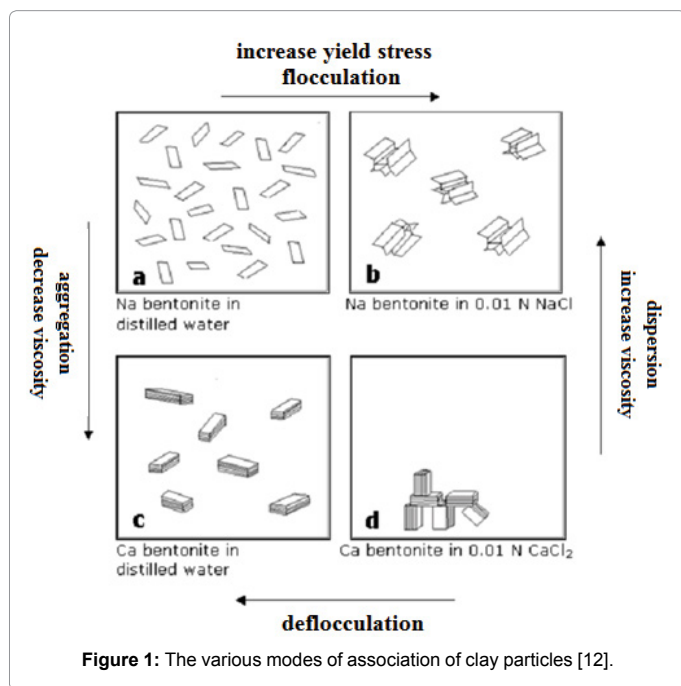 increase yield stress
flocculation
a
b
Na bentonite in
distilled water
Na bentonite in 0.01 N NaCl
aggregation
decrease viscosity
dispersion
increase viscosity
c
d
Ca bentonite in
distilled water
Ca bentonite in 0.01 N CaCl₂
deflocculation
Figure 1: The various modes of association of clay particles [12].